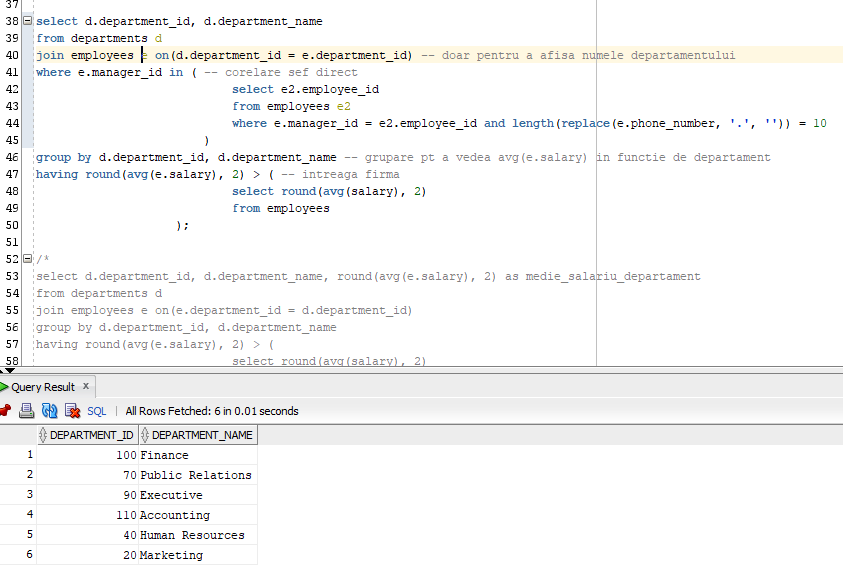 37
38 select d.department_id, d.department_name
39 from departments d
40 join employees e on(d.department_id = e.department_id) -- doar pentru a afisa numele departamentului
41 where e.manager_id in ( -- corelare sef direct
42 select e2.employee_id
43 from employees e2
44 where e.manager_id = e2.employee_id and length(replace(e.phone_number, '.', '')) = 10
45 )
46 group by d.department_id, d.department_name -- grupare pt a vedea avg(e.salary) in functie de departament
47 having round(avg(e.salary), 2) > ( -- intreaga firma
48 select round(avg(salary), 2)
49 from employees
50 );
51
52 /*
53 select d.department_id, d.department_name, round(avg(e.salary), 2) as medie_salariu_departament
54 from departments d
55 join employees e on(e.department_id = d.department_id)
56 group by d.department_id, d.department_name
57 having round(avg(e.salary), 2) > (
58 select round(avg(salary), 2)
Query Result x
SQL | All Rows Fetched: 6 in 0.01 seconds
DEPARTMENT_ID DEPARTMENT_NAME
1 100 Finance
2 70 Public Relations
3 90 Executive
4 110 Accounting
5 40 Human Resources
6 20 Marketing